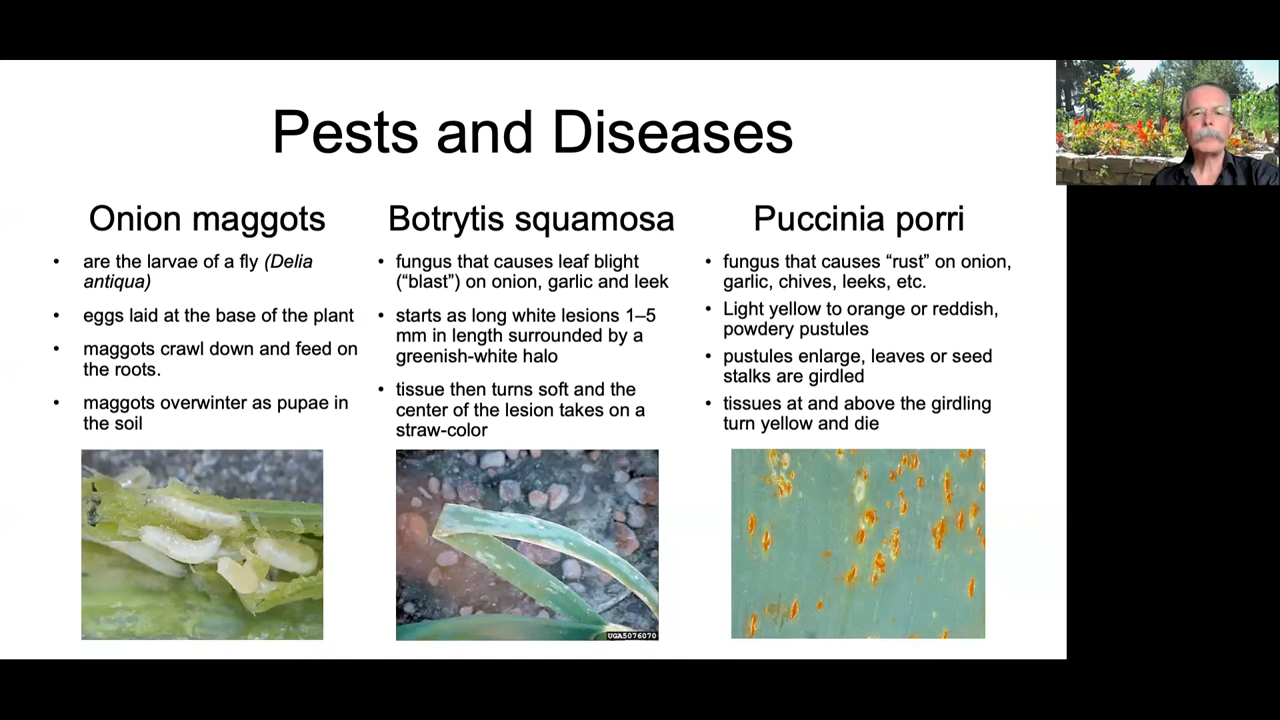 Pests and Diseases
Onion maggots
• are the larvae of a fly (Delia
antiqua)
• eggs laid at the base of the plant
• maggots crawl down and feed on
the roots.
• maggots overwinter as pupae in
the soil
Botrytis squamosa
• fungus that causes leaf blight
(“blast”) on onion, garlic and leek
• starts as long white lesions 1–5
mm in length surrounded by a
greenish-white halo
• tissue then turns soft and the
center of the lesion takes on a
straw-color
Puccinia porri
• fungus that causes “rust” on onion,
garlic, chives, leeks, etc.
• Light yellow to orange or reddish,
powdery pustules
• pustules enlarge, leaves or seed
stalks are girdled
• tissues at and above the girdling
turn yellow and die
UGA5076070